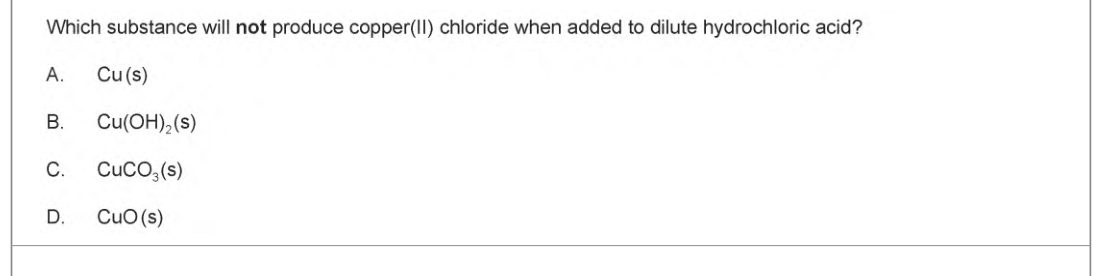 Which substance will not produce copper(II) chloride when added to dilute hydrochloric acid?
A. Cu (s)
B. Cu(OH)₂(s)
C. CuCO₃(s)
D. CuO (s)